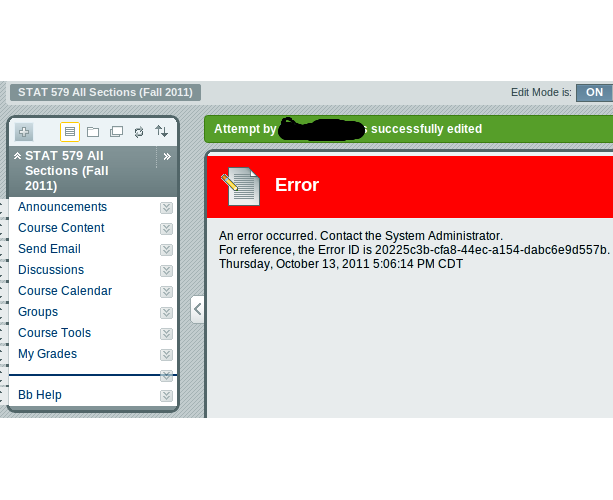 STAT 579 All Sections (Fall 2011)
Edit Mode is: ON
Attempt by successfully edited
STAT 579 All
Sections (Fall
2011)
Announcements
Course Content
Send Email
Discussions
Course Calendar
Groups
Course Tools
My Grades
Bb Help
Error
An error occurred. Contact the System Administrator.
For reference, the Error ID is 20225c3b-cfa8-44ec-a154-dabc6e9d557b.
Thursday, October 13, 2011 5:06:14 PM CDT